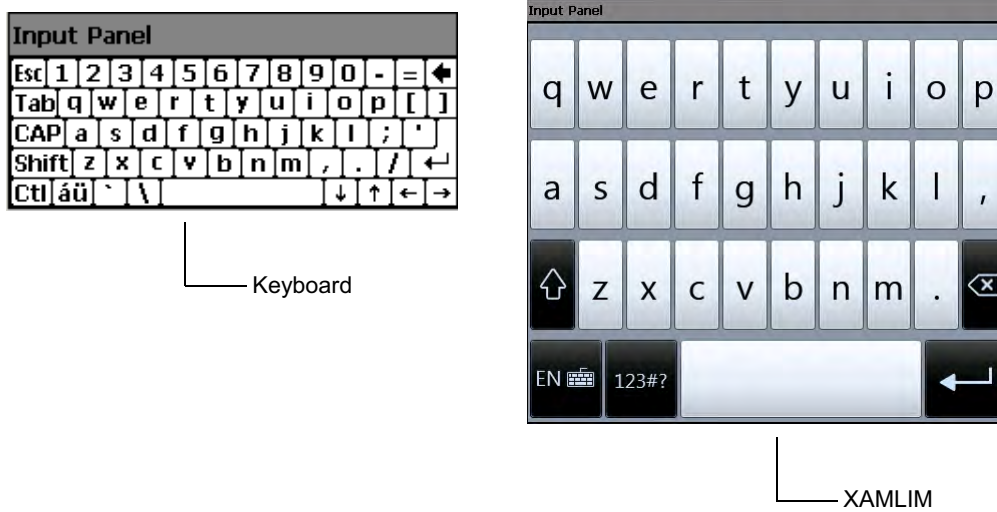 Input Panel
Esc 1 2 3 4 5 6 7 8 9 0 - = 🡄
Tab q w e r t y u i o p [ ]
CAP a s d f g h j k l ; '
Shift z x c v b n m , . / ↵
Ctl áü ` \ ↓ ↑ ← →
Keyboard
Input Panel
q w e r t y u i o p
a s d f g h j k l ,
z x c v b n m .
EN 123#?
XAMLIM